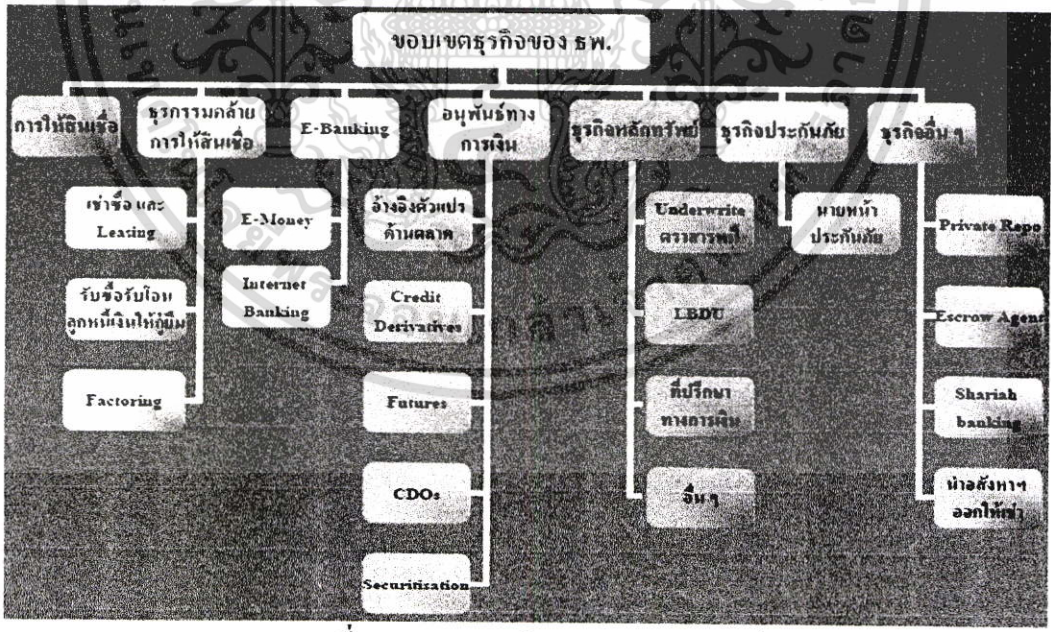 ขอบเขตธุรกิจของ ธพ.
การให้สินเชื่อ
ธุรกรรมคล้าย
การให้สินเชื่อ
E-Banking
อนุพันธ์ทาง
การเงิน
ธุรกิจหลักทรัพย์
ธุรกิจประกันภัย
ธุรกิจอื่น ๆ
เช่าซื้อ และ
Leasing
รับซื้อรับโอน
ลูกหนี้เงินให้กู้ยืม
Factoring
E-Money
Internet
Banking
อ้างอิงตัวแปร
ด้านตลาด
Credit
Derivatives
Futures
CDOs
Securitisation
Underwrite
ตราสารหนี้
LBDU
ที่ปรึกษา
ทางการเงิน
อื่น ๆ
นายหน้า
ประกันภัย
Private Repo
Escrow Agent
Shariah
banking
นำอสังหาฯ
ออกให้เช่า